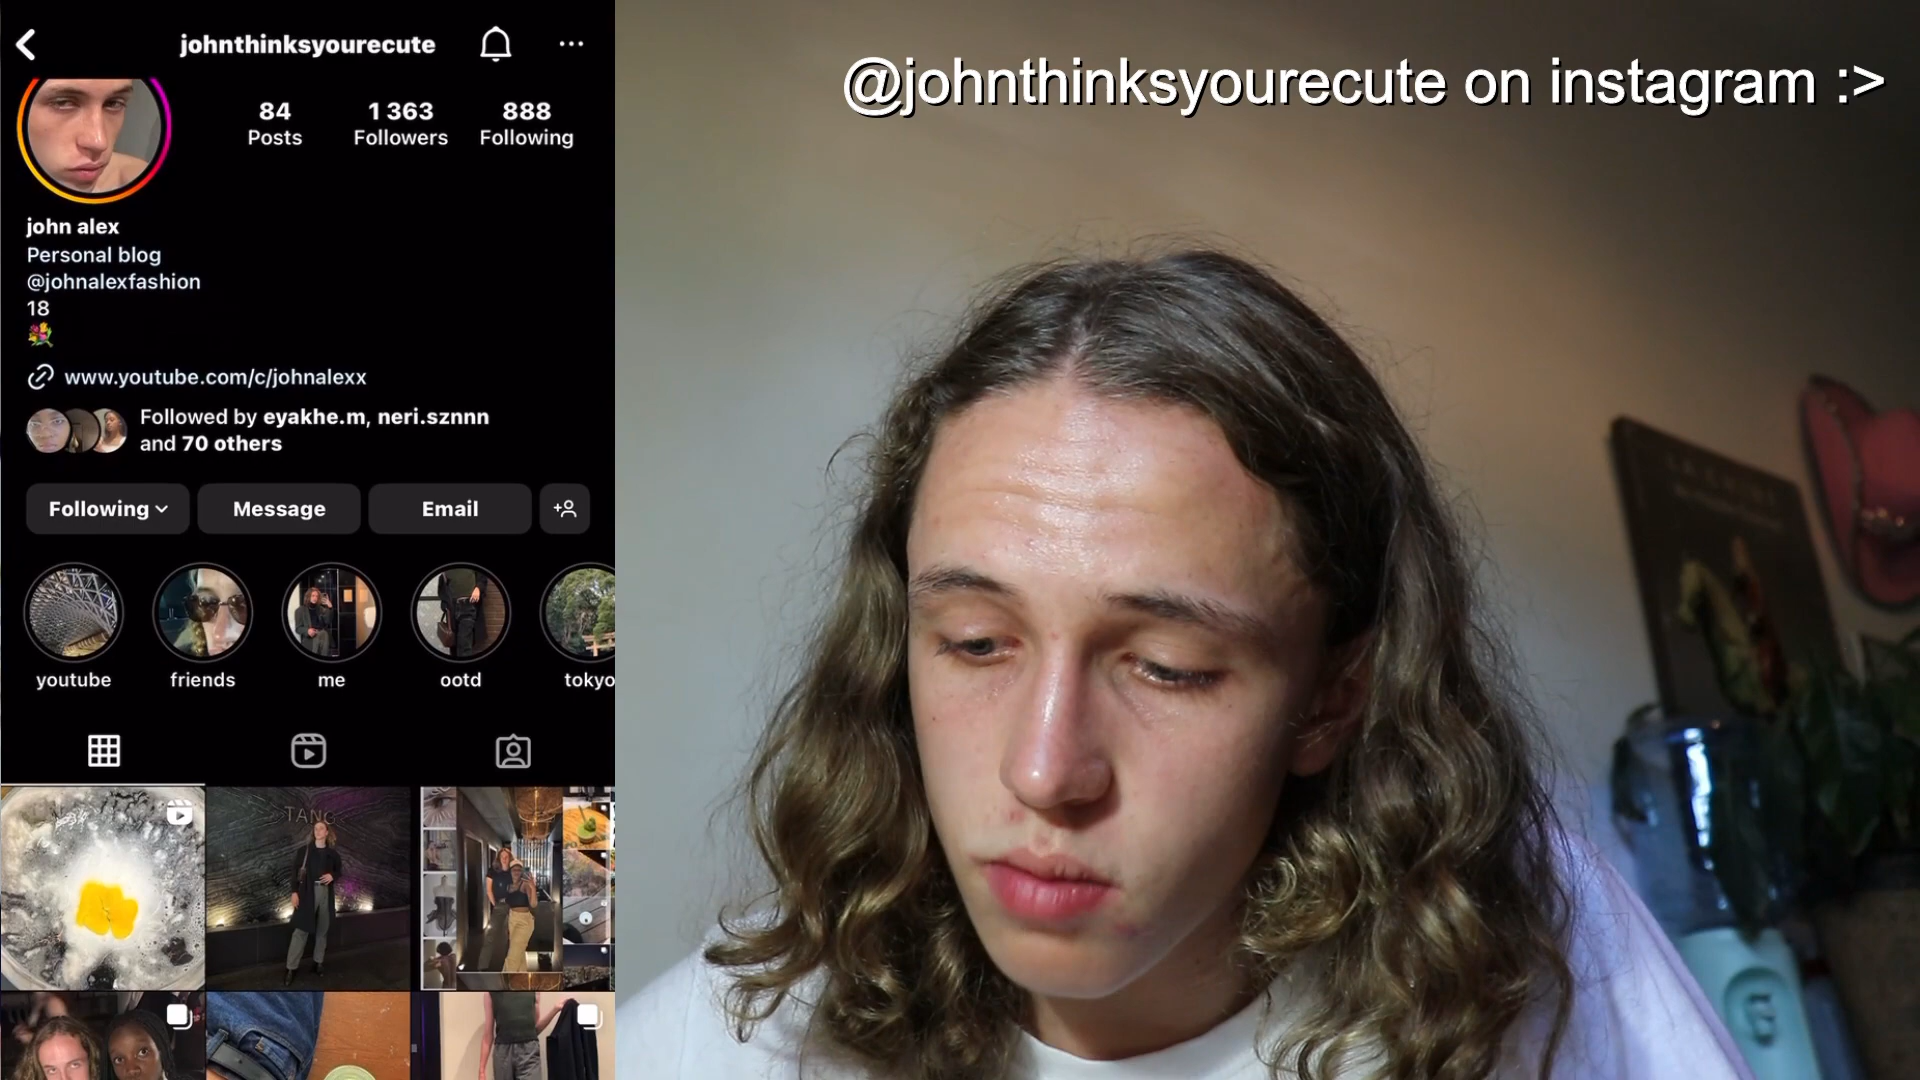 johnthinksyourecute
84
Posts
1 363
Followers
888
Following
john alex
Personal blog
@johnalexfashion
18
www.youtube.com/c/johnalexx
Followed by eyakhe.m, neri.sznnn
and 70 others
Following
Message
Email
youtube
friends
me
ootd
tokyo
TANG
@johnthinksyourecute on instagram :>